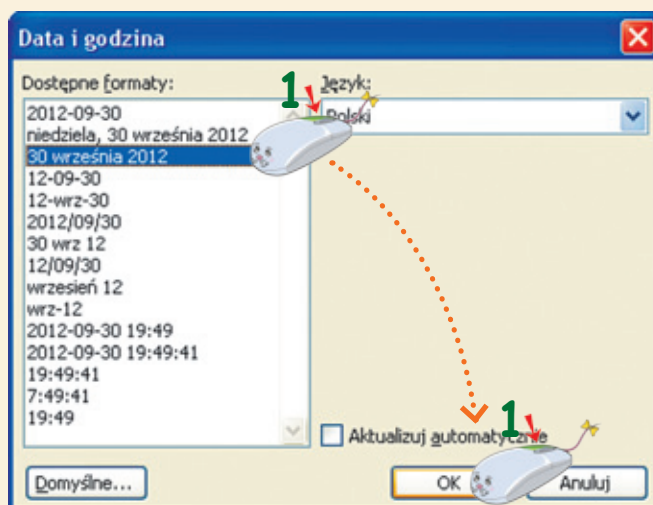 Data i godzina
Dostępne formaty:
Język:
1
Polski
2012-09-30
niedziela, 30 września 2012
30 września 2012
12-09-30
12-wrz-30
2012/09/30
30 wrz 12
12/09/30
wrzesień 12
wrz-12
2012-09-30 19:49
2012-09-30 19:49:41
19:49:41
7:49:41
19:49
1
Aktualizuj automatycznie
Domyślne...
OK
Anuluj